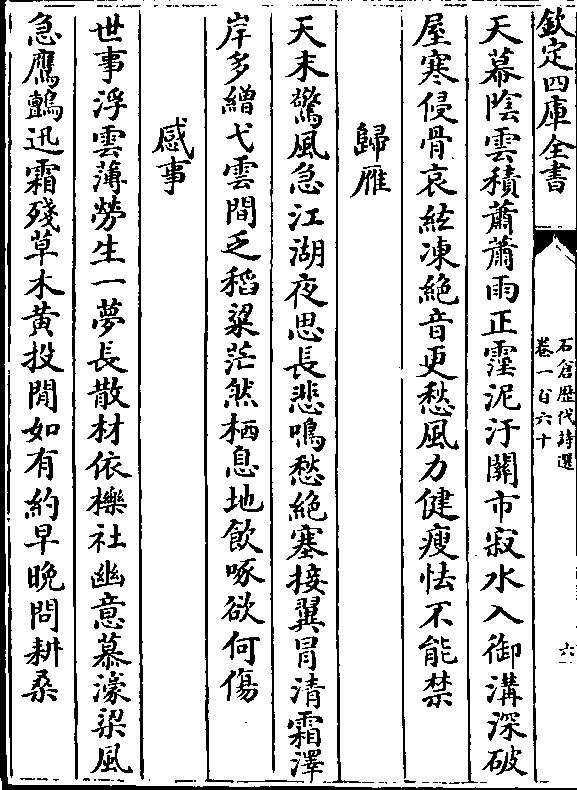 欽定四庫全書
石倉歴代詩選
卷一百六十
六
天幕陰雲積蕭蕭雨正霪泥汙闗市寂水入御溝深破
屋寒侵骨哀絃凍絶音更愁風力健瘦怯不能禁
歸雁
天末驚風急江湖夜思長悲鳴愁絶塞接翼冐清霜澤
岸多繒弋雲間乏稻粱茫然栖息地飲啄欲何傷
感事
世事浮雲薄勞生一夢長散材依櫟社幽意慕濠梁風
急鷹鸇迅霜殘草木黄投閒如有約早晚問耕桑